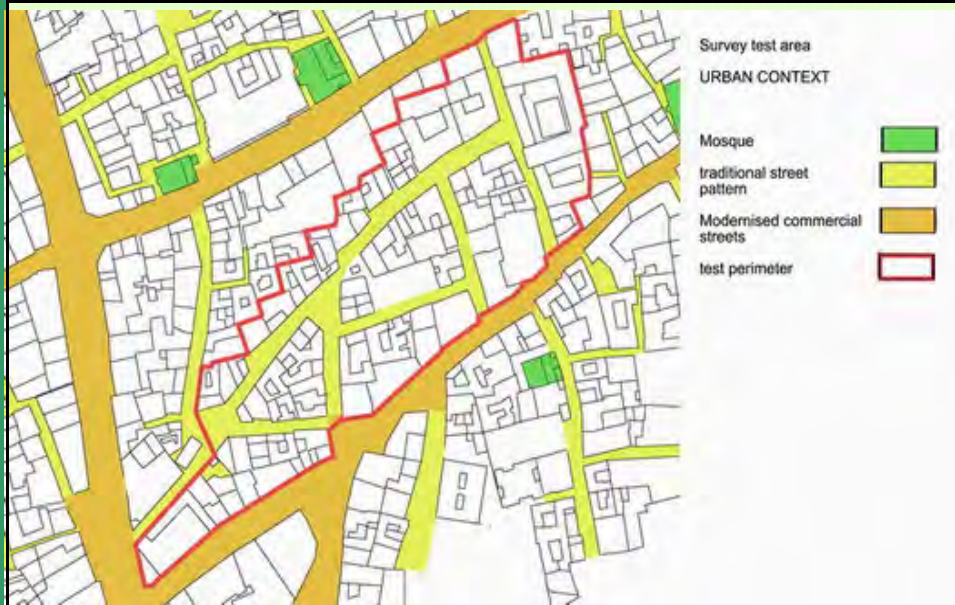 Survey test area
URBAN CONTEXT
Mosque
traditional street
pattern
Modernised commercial
streets
test perimeter